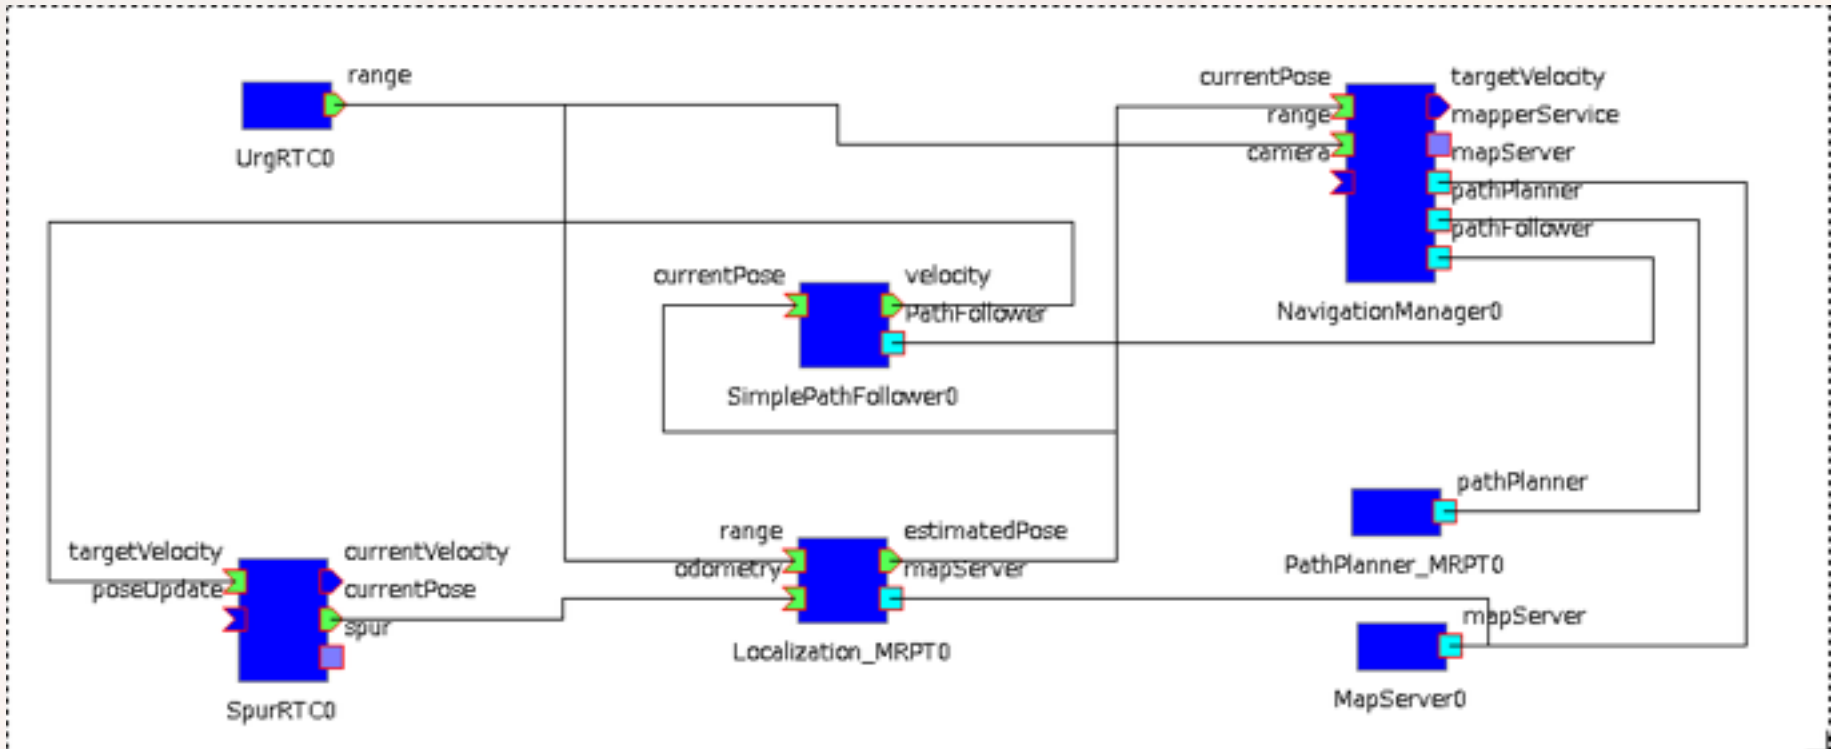 range
UrgRTC0
currentPose
range
camera
targetVelocity
mapperService
mapServer
pathPlanner
pathFollower
NavigationManager0
currentPose
velocity
PathFollower
SimplePathFollower0
pathPlanner
PathPlanner_MRPT0
range
odometry
estimatedPose
mapServer
Localization_MRPT0
targetVelocity
poseUpdate
currentVelocity
currentPose
spur
SpurRTC0
mapServer
MapServer0